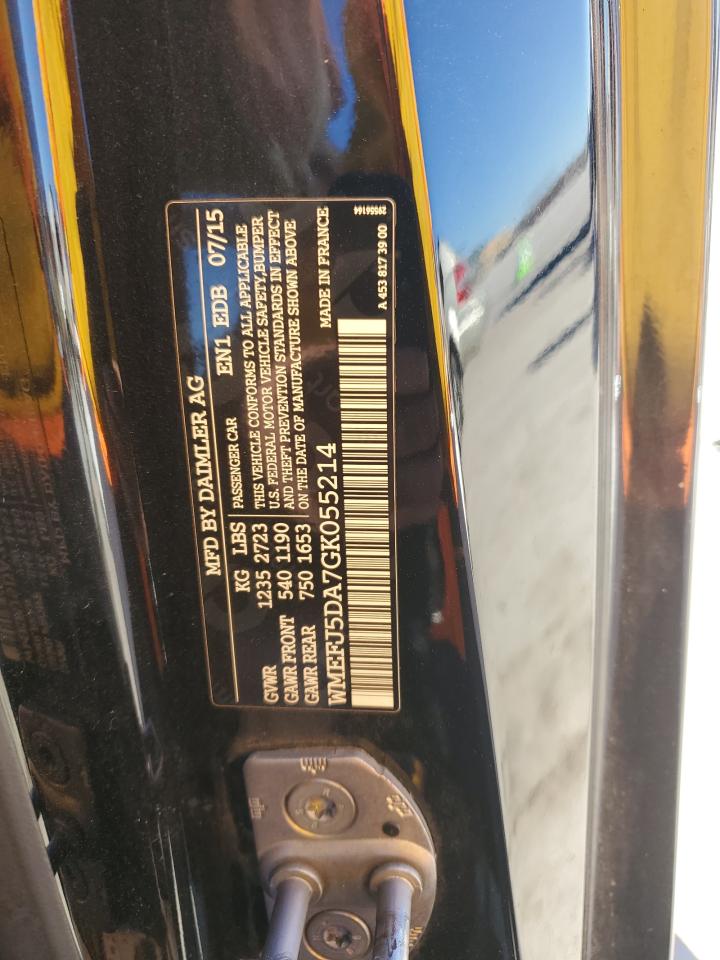 MFD BY DAIMLER AG EN1 EDB 07/15
KG LBS
GVWR 1235 2723
GAWR FRONT 540 1190
GAWR REAR 750 1653
PASSENGER CAR
THIS VEHICLE CONFORMS TO ALL APPLICABLE
U.S. FEDERAL MOTOR VEHICLE SAFETY,BUMPER
AND THEFT PREVENTION STANDARDS IN EFFECT
ON THE DATE OF MANUFACTURE SHOWN ABOVE
WMEFJ5DA7GK055214 MADE IN FRANCE
A 453 817 39 00
29556164